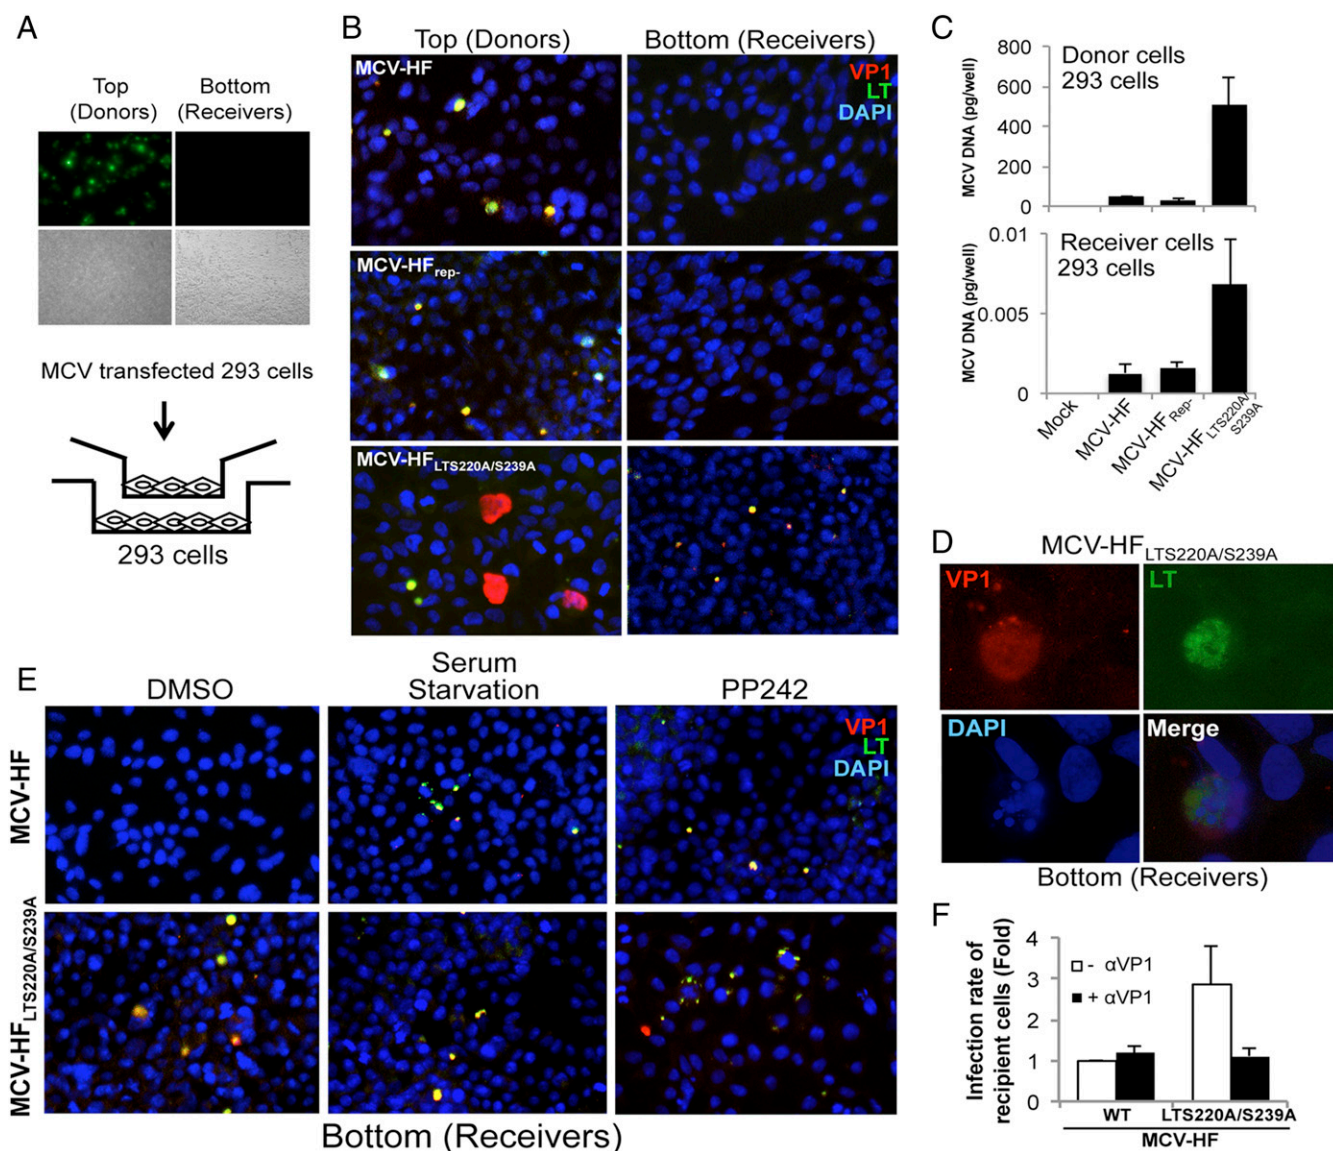 A
Top
(Donors)
Bottom
(Receivers)
MCV transfected 293 cells
293 cells
B
Top (Donors)
Bottom (Receivers)
MCV-HF
VP1
LT
DAPI
MCV-HFrep-
MCV-HFLTS220A/S239A
C
800
600
400
200
0
MCV DNA (pg/well)
Donor cells
293 cells
0.01
0.005
0
MCV DNA (pg/well)
Receiver cells
293 cells
Mock
MCV-HF
MCV-HFRep-
MCV-HFLTS220A/
S239A
D
MCV-HFLTS220A/S239A
VP1
LT
DAPI
Merge
Bottom (Receivers)
E
DMSO
Serum
Starvation
PP242
MCV-HF
VP1
LT
DAPI
MCV-HFLTS220A/S239A
Bottom (Receivers)
F
Infection rate of
recipient cells (Fold)
4
3
2
1
0
- αVP1
+ αVP1
WT
LTS220A/S239A
MCV-HF